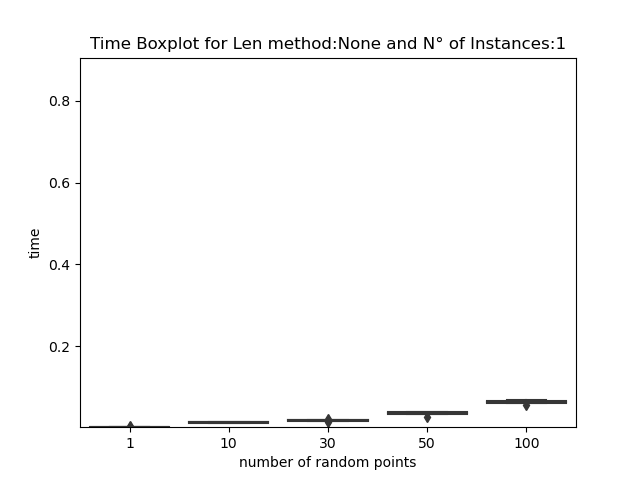 Time Boxplot for Len method:None and N° of Instances:1
0.8
0.6
0.4
0.2
time
1 10 30 50 100
number of random points